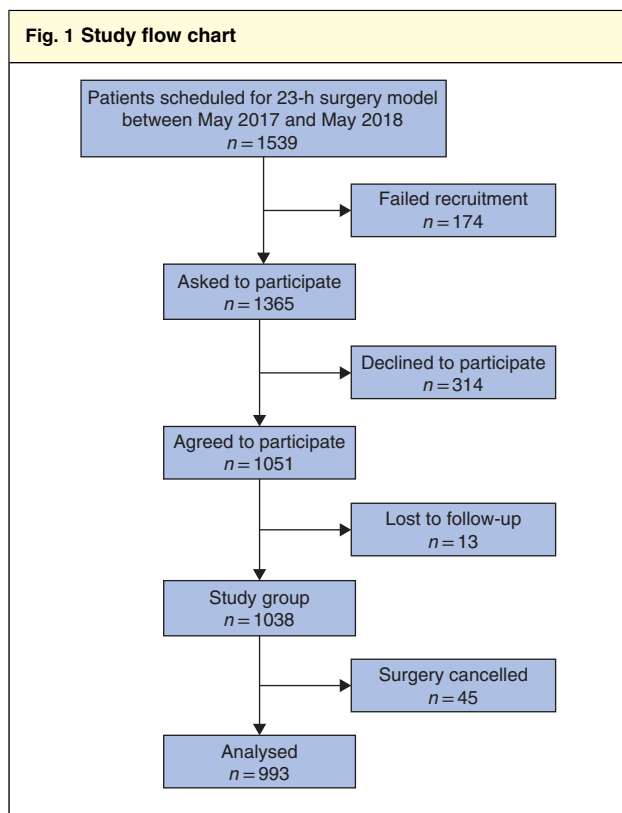 Fig. 1 Study flow chart
Patients scheduled for 23-h surgery model
between May 2017 and May 2018
n = 1539
Failed recruitment
n = 174
Asked to participate
n = 1365
Declined to participate
n = 314
Agreed to participate
n = 1051
Lost to follow-up
n = 13
Study group
n = 1038
Surgery cancelled
n = 45
Analysed
n = 993